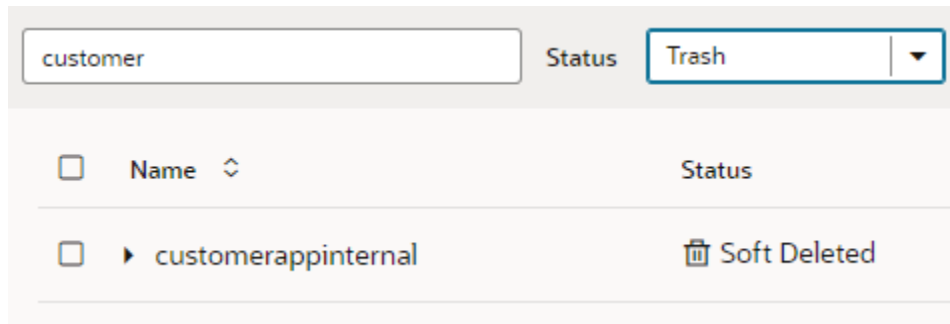 customer Status Trash
Name Status
customerappinternal Soft Deleted